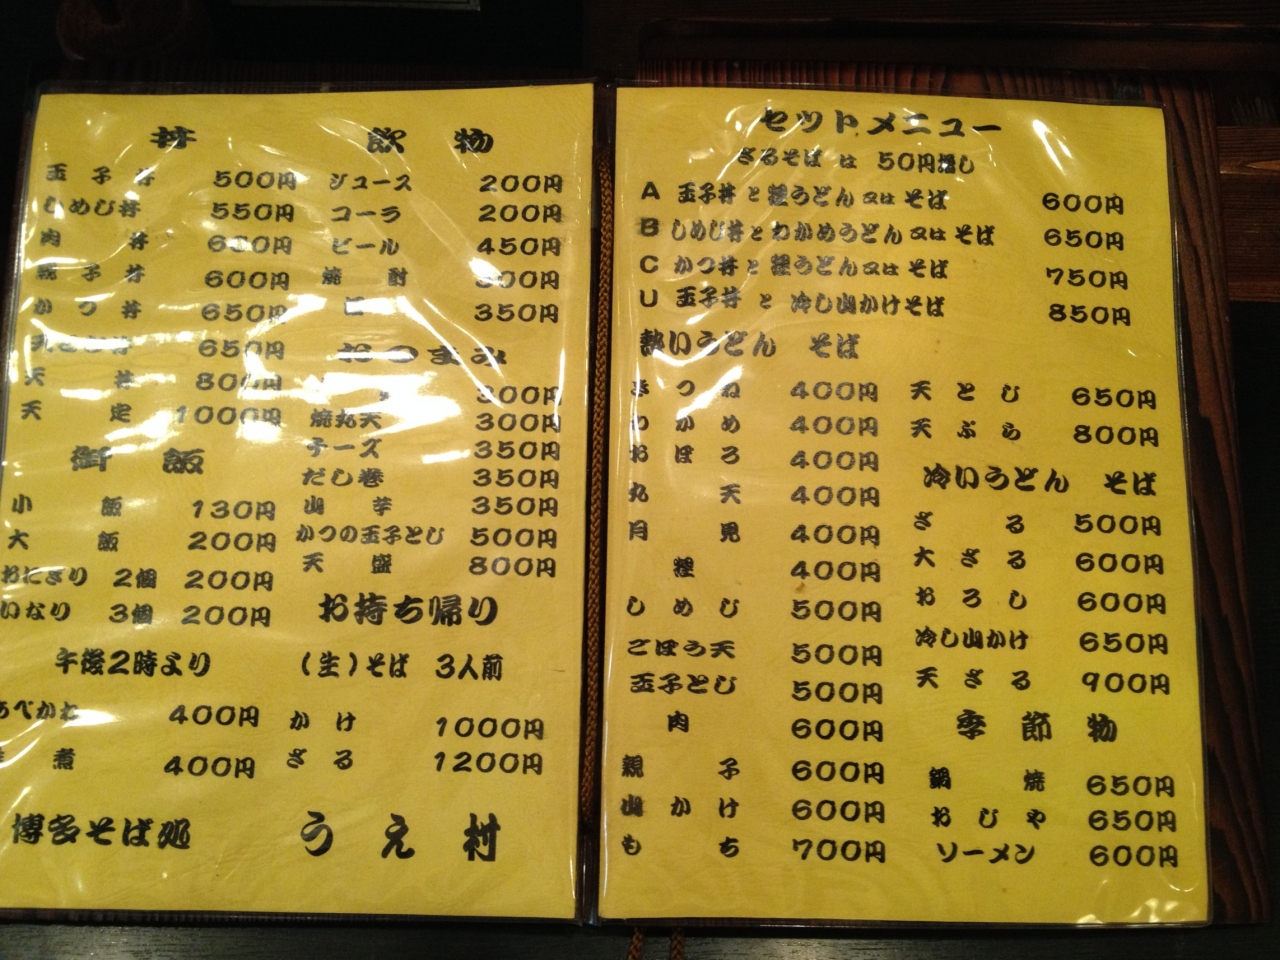 丼
玉子丼 500円
しめじ丼 550円
肉丼 600円
親子丼 600円
かつ丼 650円
650円
天丼 800円
天定 1000円
御飯
小飯 130円
大飯 200円
おにぎり 2個 200円
いなり 3個 200円
午後2時より
あべかわ 400円
煮 400円
飲物
ジュース 200円
コーラ 200円
ビール 450円
焼酎 300円
350円
おつまみ
300円
焼丸天 300円
チーズ 350円
だし巻 350円
山芋 350円
かつの玉子とじ 500円
天盛 800円
お持ち帰り
(生)そば 3人前
かけ 1000円
ざる 1200円
博多そば処 うえ村
セットメニュー
ざるそば は 50円増し
A 玉子丼と狸うどん又はそば 600円
B しめじ丼とわかめうどん又はそば 650円
C かつ丼と狸うどん又はそば 750円
玉子丼と冷し山かけそば 850円
熱いうどん そば
きつね 400円
わかめ 400円
おぼろ 400円
丸天 400円
月見 400円
狸 400円
しめじ 500円
ごぼう天 500円
玉子とじ 500円
肉 600円
親子 600円
山かけ 600円
もち 700円
天とじ 650円
天ぷら 800円
冷いうどん そば
ざる 500円
大ざる 600円
おろし 600円
冷し山かけ 650円
天ざる 900円
季節物
鍋焼 650円
おじや 650円
ソーメン 600円